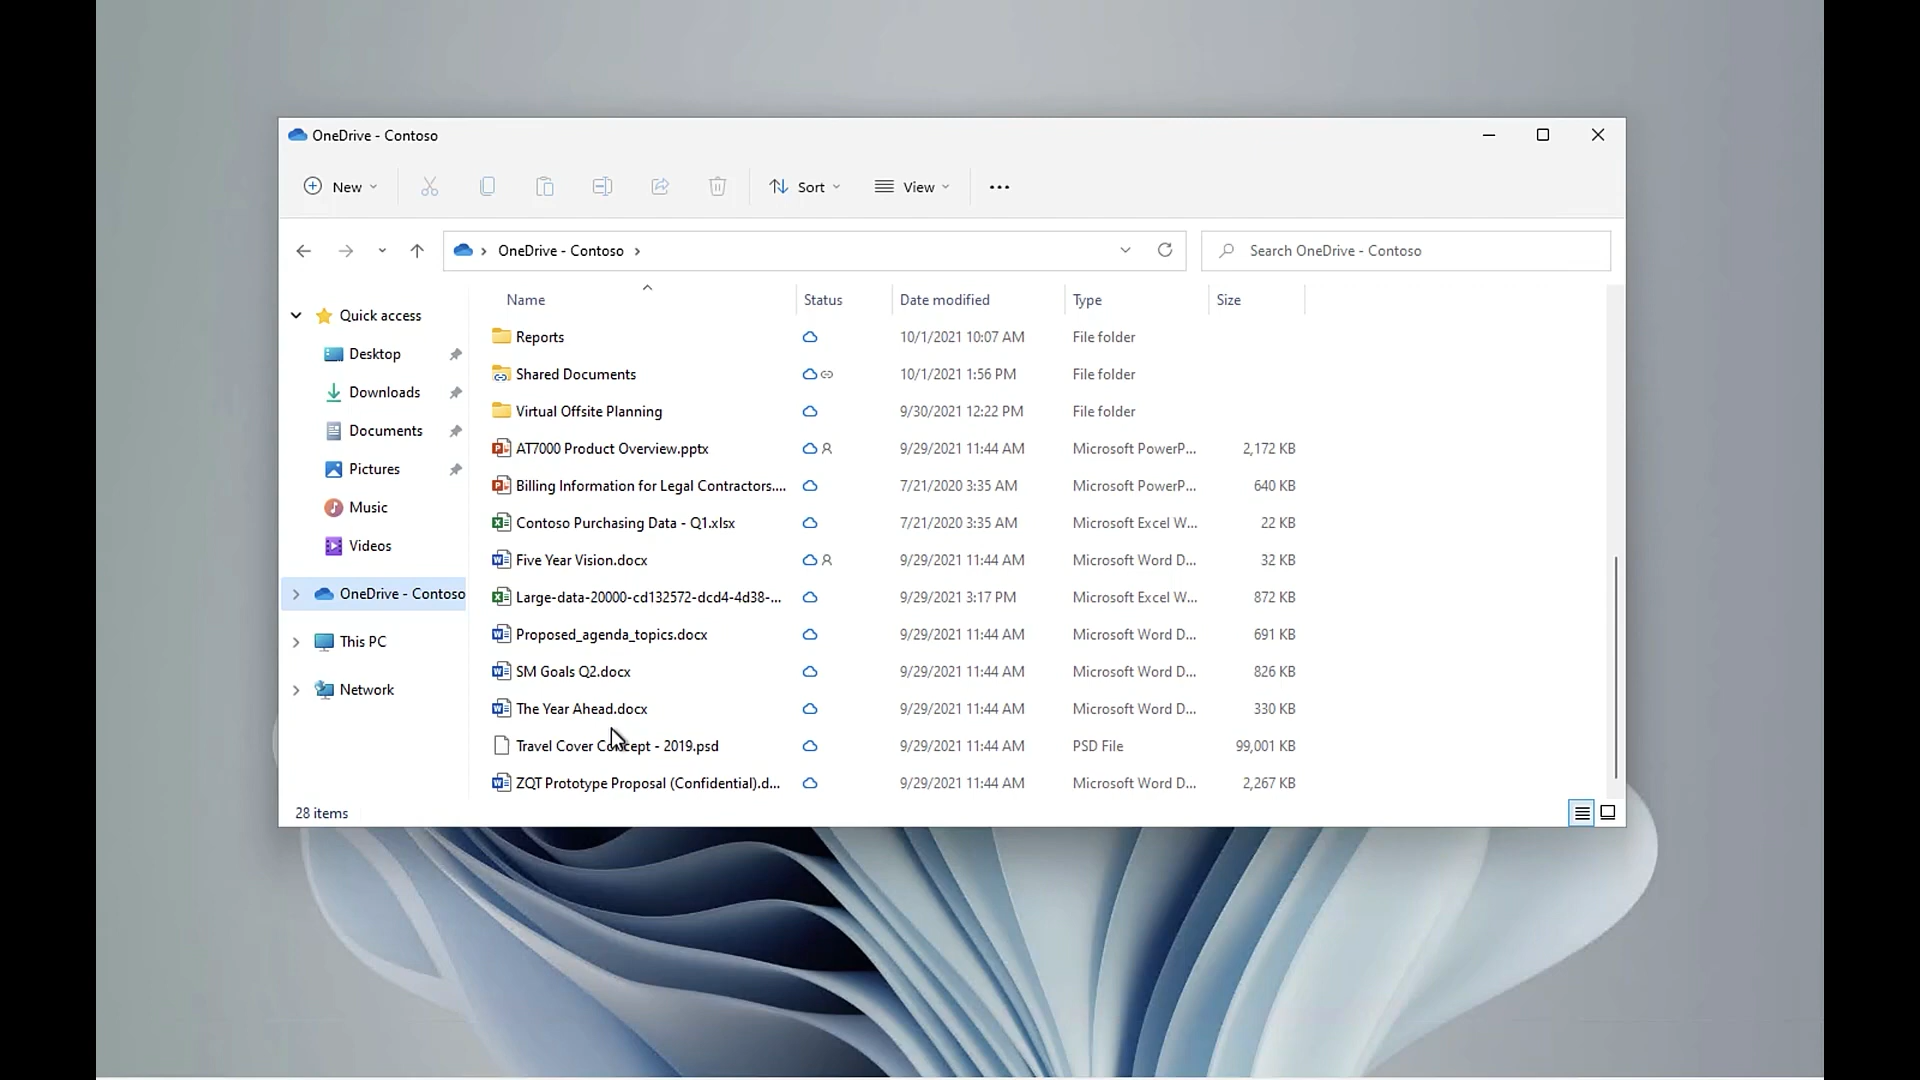 OneDrive - Contoso
New
Sort
View
OneDrive - Contoso
Search OneDrive - Contoso
Name Status Date modified Type Size
Quick access
Desktop
Downloads
Documents
Pictures
Music
Videos
OneDrive - Contoso
This PC
Network
Reports 10/1/2021 10:07 AM File folder
Shared Documents 10/1/2021 1:56 PM File folder
Virtual Offsite Planning 9/30/2021 12:22 PM File folder
AT7000 Product Overview.pptx 9/29/2021 11:44 AM Microsoft PowerP... 2,172 KB
Billing Information for Legal Contractors.... 7/21/2020 3:35 AM Microsoft PowerP... 640 KB
Contoso Purchasing Data - Q1.xlsx 7/21/2020 3:35 AM Microsoft Excel W... 22 KB
Five Year Vision.docx 9/29/2021 11:44 AM Microsoft Word D... 32 KB
Large-data-20000-cd132572-dcd4-4d38-... 9/29/2021 3:17 PM Microsoft Excel W... 872 KB
Proposed_agenda_topics.docx 9/29/2021 11:44 AM Microsoft Word D... 691 KB
SM Goals Q2.docx 9/29/2021 11:44 AM Microsoft Word D... 826 KB
The Year Ahead.docx 9/29/2021 11:44 AM Microsoft Word D... 330 KB
Travel Cover Concept - 2019.psd 9/29/2021 11:44 AM PSD File 99,001 KB
ZQT Prototype Proposal (Confidential).d... 9/29/2021 11:44 AM Microsoft Word D... 2,267 KB
28 items